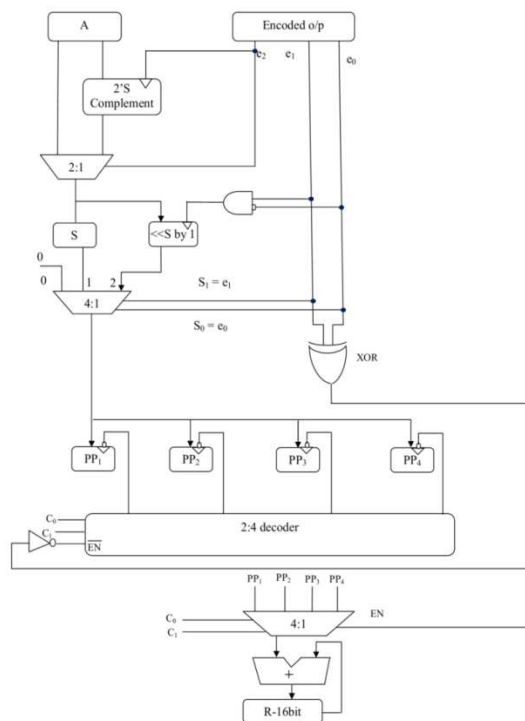 A
Encoded o/p
e₂
e₁
e₀
2'S
Complement
2:1
S
<<S by 1
0
0
1
2
4:1
S₁ = e₁
S₀ = e₀
XOR
PP₁
PP₂
PP₃
PP₄
C₀
C₁
EN
2:4 decoder
PP₁
PP₂
PP₃
PP₄
C₀
C₁
4:1
EN
+
R-16bit